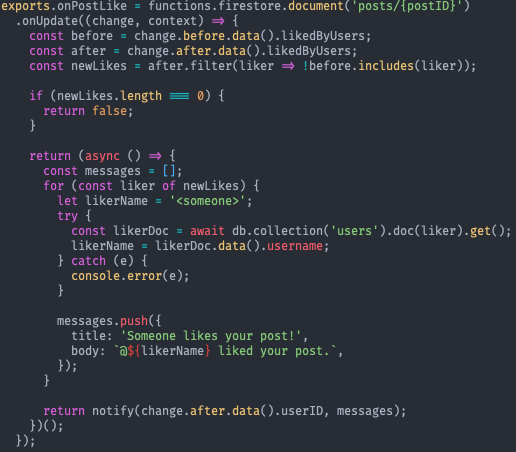 exports.onPostLike = functions.firestore.document('posts/{postID}')
  .onUpdate((change, context) => {
    const before = change.before.data().likedByUsers;
    const after = change.after.data().likedByUsers;
    const newLikes = after.filter(liker => !before.includes(liker));

    if (newLikes.length === 0) {
      return false;
    }

    return (async () => {
      const messages = [];
      for (const liker of newLikes) {
        let likerName = '<someone>';
        try {
          const likerDoc = await db.collection('users').doc(liker).get();
          likerName = likerDoc.data().username;
        } catch (e) {
          console.error(e);
        }

        messages.push({
          title: 'Someone likes your post!',
          body: `@${likerName} liked your post.`,
        });
      }

      return notify(change.after.data().userID, messages);
    })();
  });